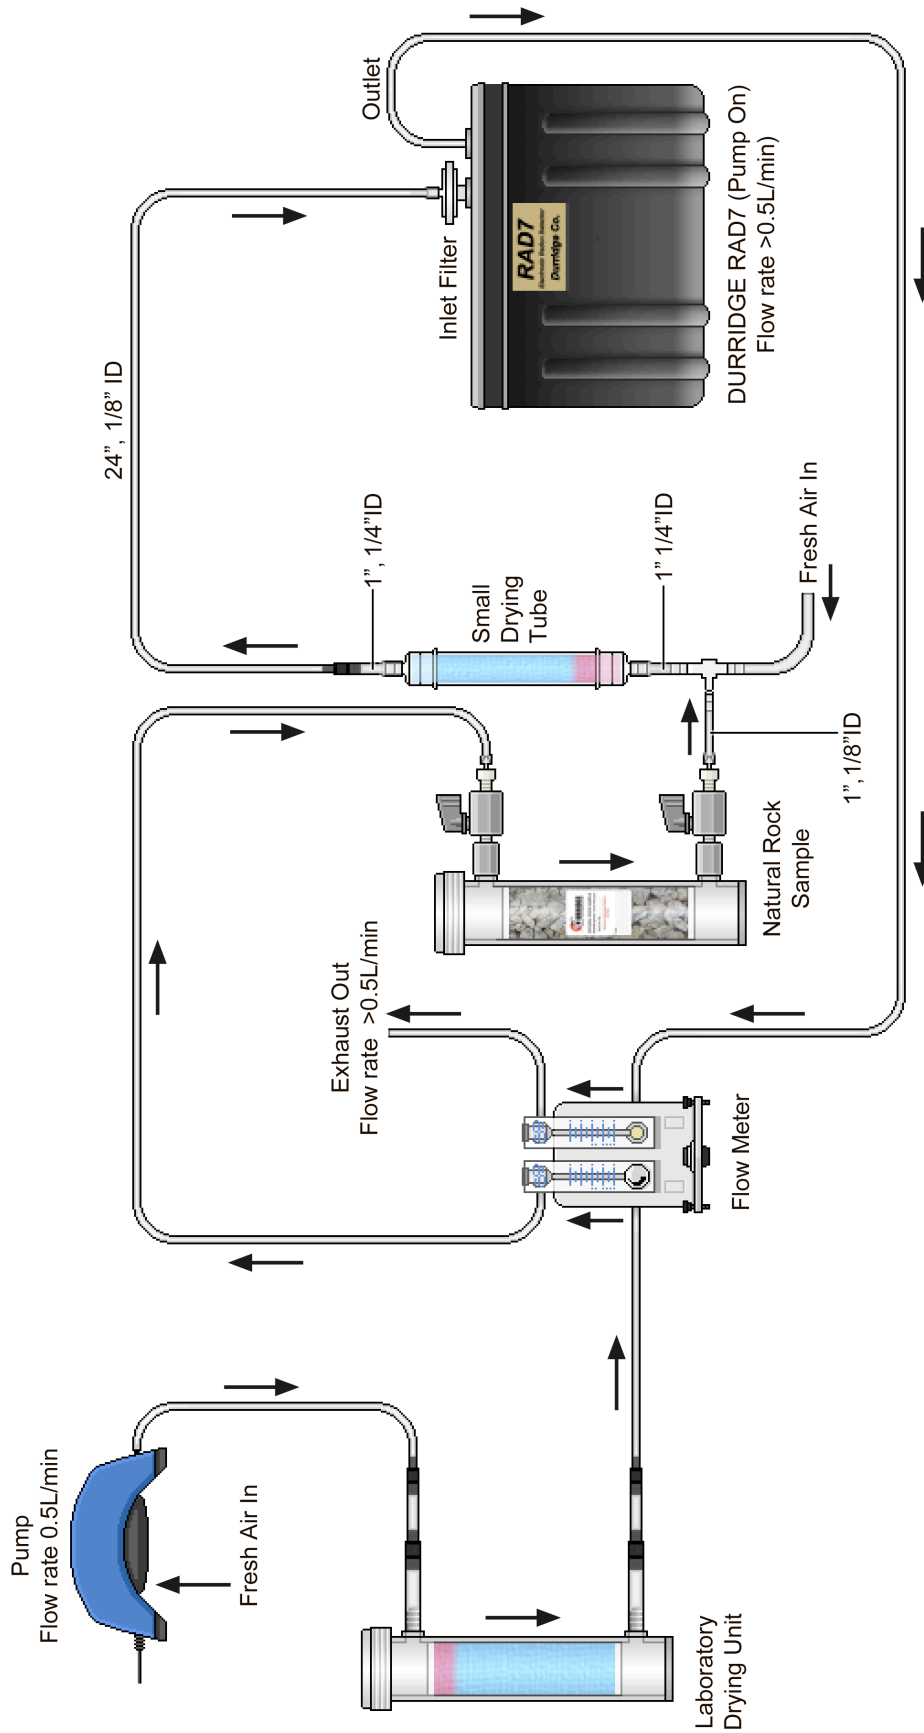 Pump
Flow rate 0.5L/min
Fresh Air In
Laboratory
Drying Unit
Exhaust Out
Flow rate >0.5L/min
Flow Meter
Natural Rock
Sample
1”, 1/8”ID
24”, 1/8” ID
1”, 1/4”ID
Small
Drying
Tube
1” 1/4”ID
Fresh Air In
Inlet Filter
Outlet
RAD7
Electronic Radon Detector
Durridge Co.
DURRIDGE RAD7 (Pump On)
Flow rate >0.5L/min)